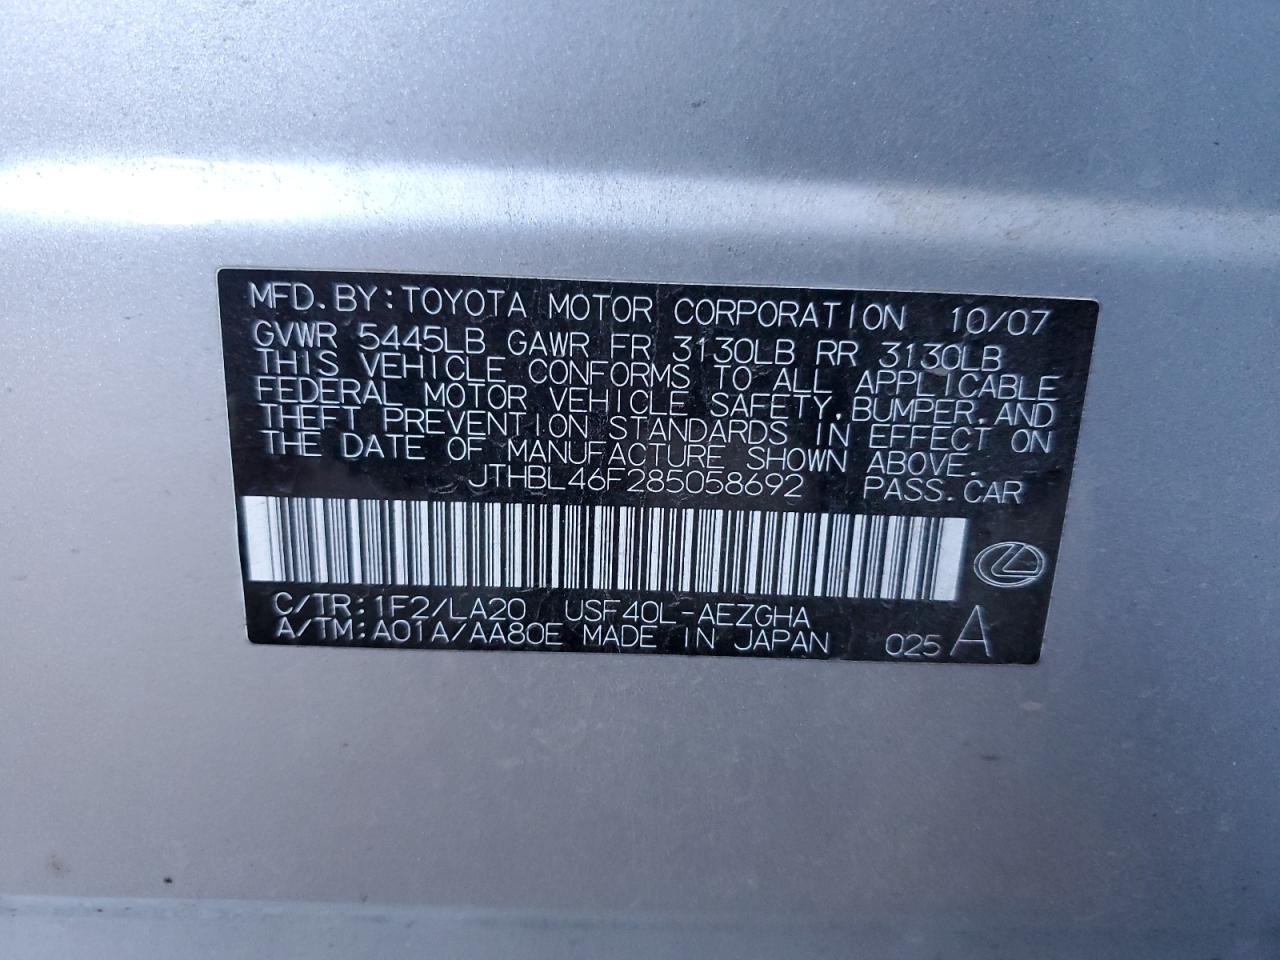 MFD.BY:TOYOTA MOTOR CORPORATION 10/07
GVWR 5445LB GAWR FR 3130LB RR 3130LB
THIS VEHICLE CONFORMS TO ALL APPLICABLE
FEDERAL MOTOR VEHICLE SAFETY,BUMPER,AND
THEFT PREVENTION STANDARDS IN EFFECT ON
THE DATE OF MANUFACTURE SHOWN ABOVE.
JTHBL46F285058692 PASS.CAR
C/TR:1F2/LA20 USF40L-AEZGHA
A/TM:A01A/AA80E MADE IN JAPAN 025 A